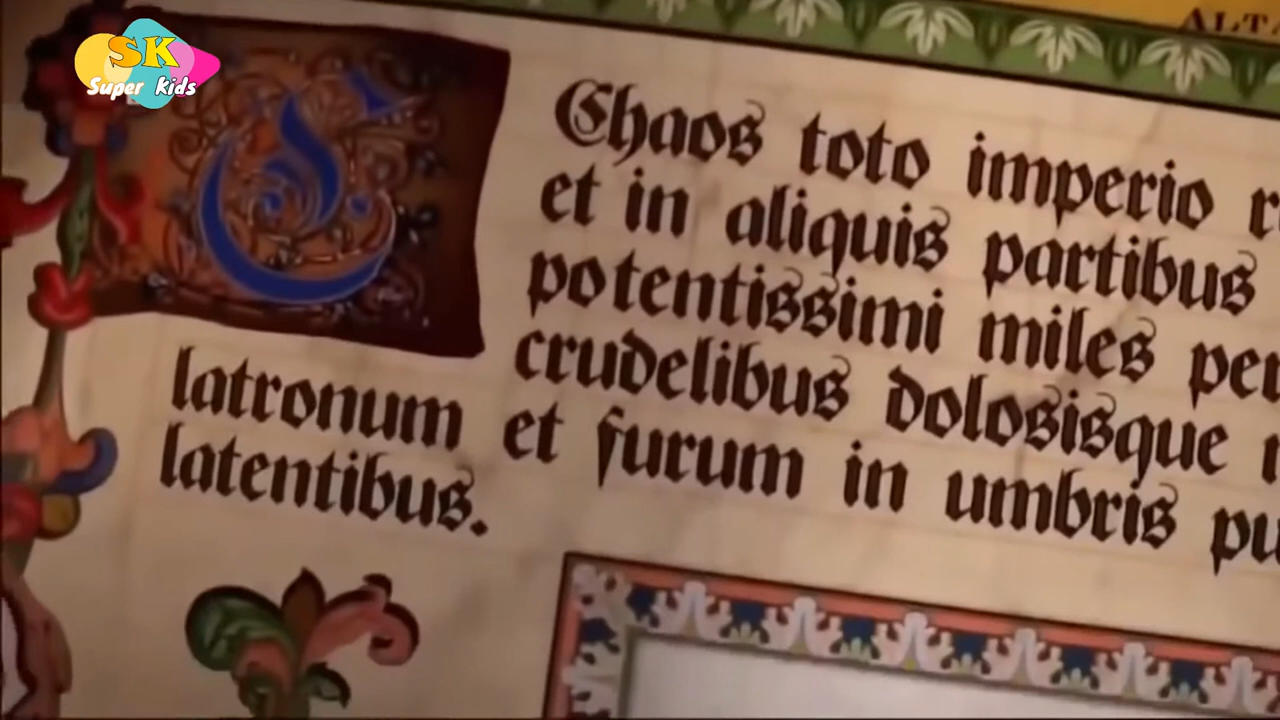 SK
Super Kids
Chaos toto imperio
et in aliquis partibus
potentissimi miles
crudelibus dolosisque
latronum et furum in umbris
latentibus.